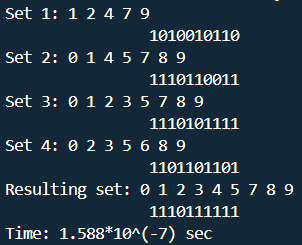 Set 1: 1 2 4 7 9
1010010110
Set 2: 0 1 4 5 7 8 9
1110110011
Set 3: 0 1 2 3 5 7 8 9
1110101111
Set 4: 0 2 3 5 6 8 9
1101101101
Resulting set: 0 1 2 3 4 5 7 8 9
1110111111
Time: 1.588*10^(-7) sec